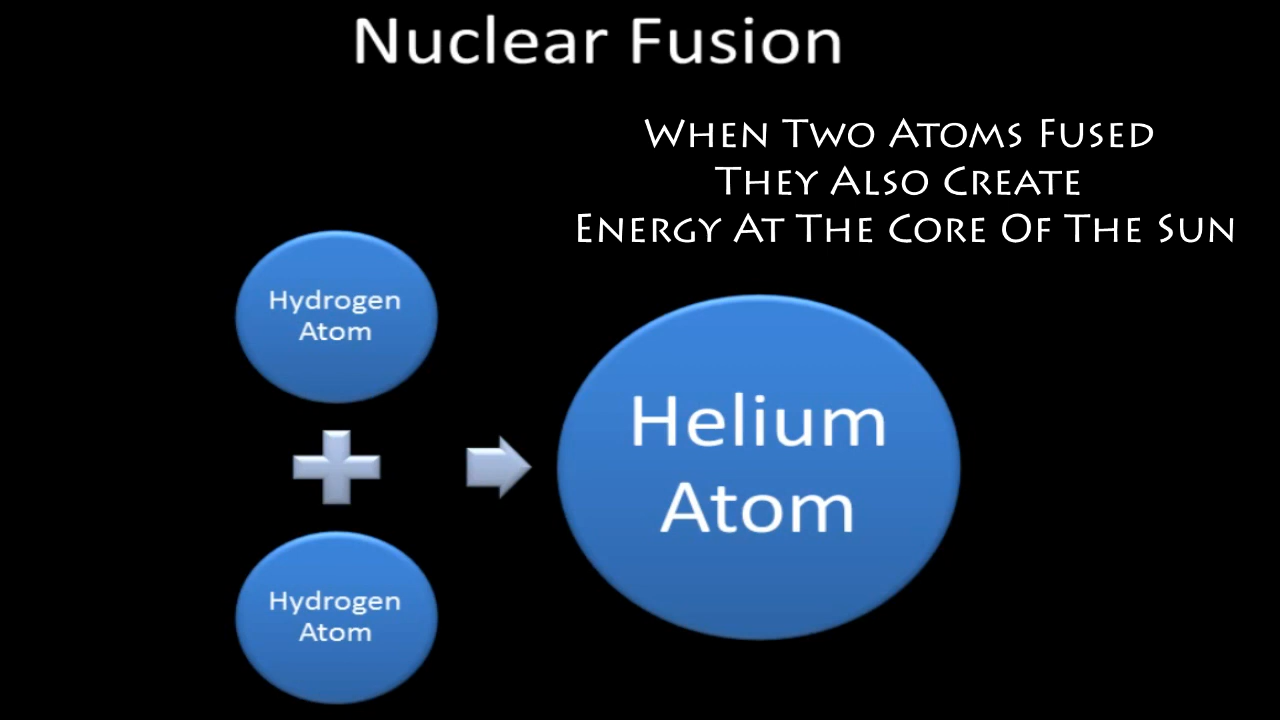 Nuclear Fusion
When Two Atoms Fused
They Also Create
Energy At The Core Of The Sun
Hydrogen
Atom
Helium
Atom
Hydrogen
Atom